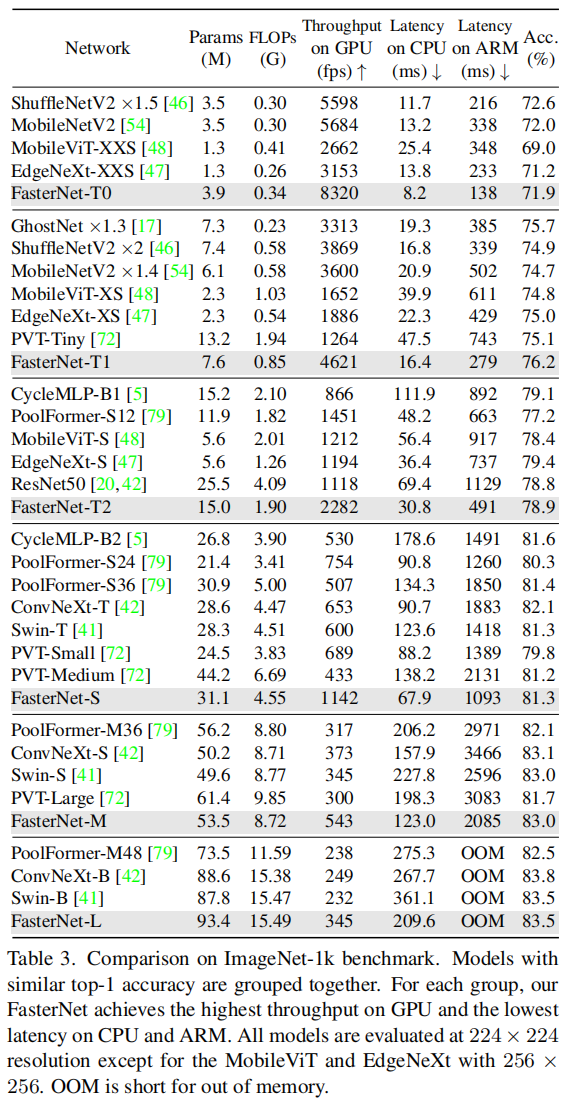 Network Params (M) FLOPs (G) Throughput on GPU (fps) ↑ Latency on CPU (ms) ↓ Latency on ARM (ms) ↓ Acc. (%)
ShuffleNetV2 ×1.5 [46] 3.5 0.30 5598 11.7 216 72.6
MobileNetV2 [54] 3.5 0.30 5684 13.2 338 72.0
MobileViT-XXS [48] 1.3 0.41 2662 25.4 348 69.0
EdgeNeXt-XXS [47] 1.3 0.26 3153 13.8 233 71.2
FasterNet-T0 3.9 0.34 8320 8.2 138 71.9
GhostNet ×1.3 [17] 7.3 0.23 3313 19.3 385 75.7
ShuffleNetV2 ×2 [46] 7.4 0.58 3869 16.8 339 74.9
MobileNetV2 ×1.4 [54] 6.1 0.58 3600 20.9 502 74.7
MobileViT-XS [48] 2.3 1.03 1652 39.9 611 74.8
EdgeNeXt-XS [47] 2.3 0.54 1886 22.3 429 75.0
PVT-Tiny [72] 13.2 1.94 1264 47.5 743 75.1
FasterNet-T1 7.6 0.85 4621 16.4 279 76.2
CycleMLP-B1 [5] 15.2 2.10 866 111.9 892 79.1
PoolFormer-S12 [79] 11.9 1.82 1451 48.2 663 77.2
MobileViT-S [48] 5.6 2.01 1212 56.4 917 78.4
EdgeNeXt-S [47] 5.6 1.26 1194 36.4 737 79.4
ResNet50 [20,42] 25.5 4.09 1118 69.4 1129 78.8
FasterNet-T2 15.0 1.90 2282 30.8 491 78.9
CycleMLP-B2 [5] 26.8 3.90 530 178.6 1491 81.6
PoolFormer-S24 [79] 21.4 3.41 754 90.8 1260 80.3
PoolFormer-S36 [79] 30.9 5.00 507 134.3 1850 81.4
ConvNeXt-T [42] 28.6 4.47 653 90.7 1883 82.1
Swin-T [41] 28.3 4.51 600 123.6 1418 81.3
PVT-Small [72] 24.5 3.83 689 88.2 1389 79.8
PVT-Medium [72] 44.2 6.69 433 138.2 2131 81.2
FasterNet-S 31.1 4.55 1142 67.9 1093 81.3
PoolFormer-M36 [79] 56.2 8.80 317 206.2 2971 82.1
ConvNeXt-S [42] 50.2 8.71 373 157.9 3466 83.1
Swin-S [41] 49.6 8.77 345 227.8 2596 83.0
PVT-Large [72] 61.4 9.85 300 198.3 3083 81.7
FasterNet-M 53.5 8.72 543 123.0 2085 83.0
PoolFormer-M48 [79] 73.5 11.59 238 275.3 OOM 82.5
ConvNeXt-B [42] 88.6 15.38 249 267.7 OOM 83.8
Swin-B [41] 87.8 15.47 232 361.1 OOM 83.5
FasterNet-L 93.4 15.49 345 209.6 OOM 83.5
Table 3. Comparison on ImageNet-1k benchmark. Models with
similar top-1 accuracy are grouped together. For each group, our
FasterNet achieves the highest throughput on GPU and the lowest
latency on CPU and ARM. All models are evaluated at 224 × 224
resolution except for the MobileViT and EdgeNeXt with 256 ×
256. OOM is short for out of memory.